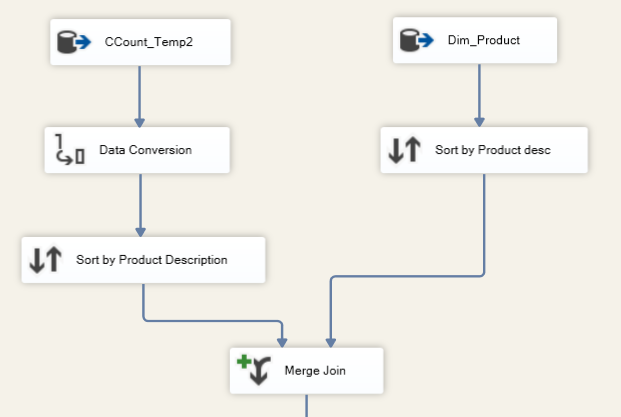 CCount_Temp2
Dim_Product
Data Conversion
Sort by Product desc
Sort by Product Description
Merge Join